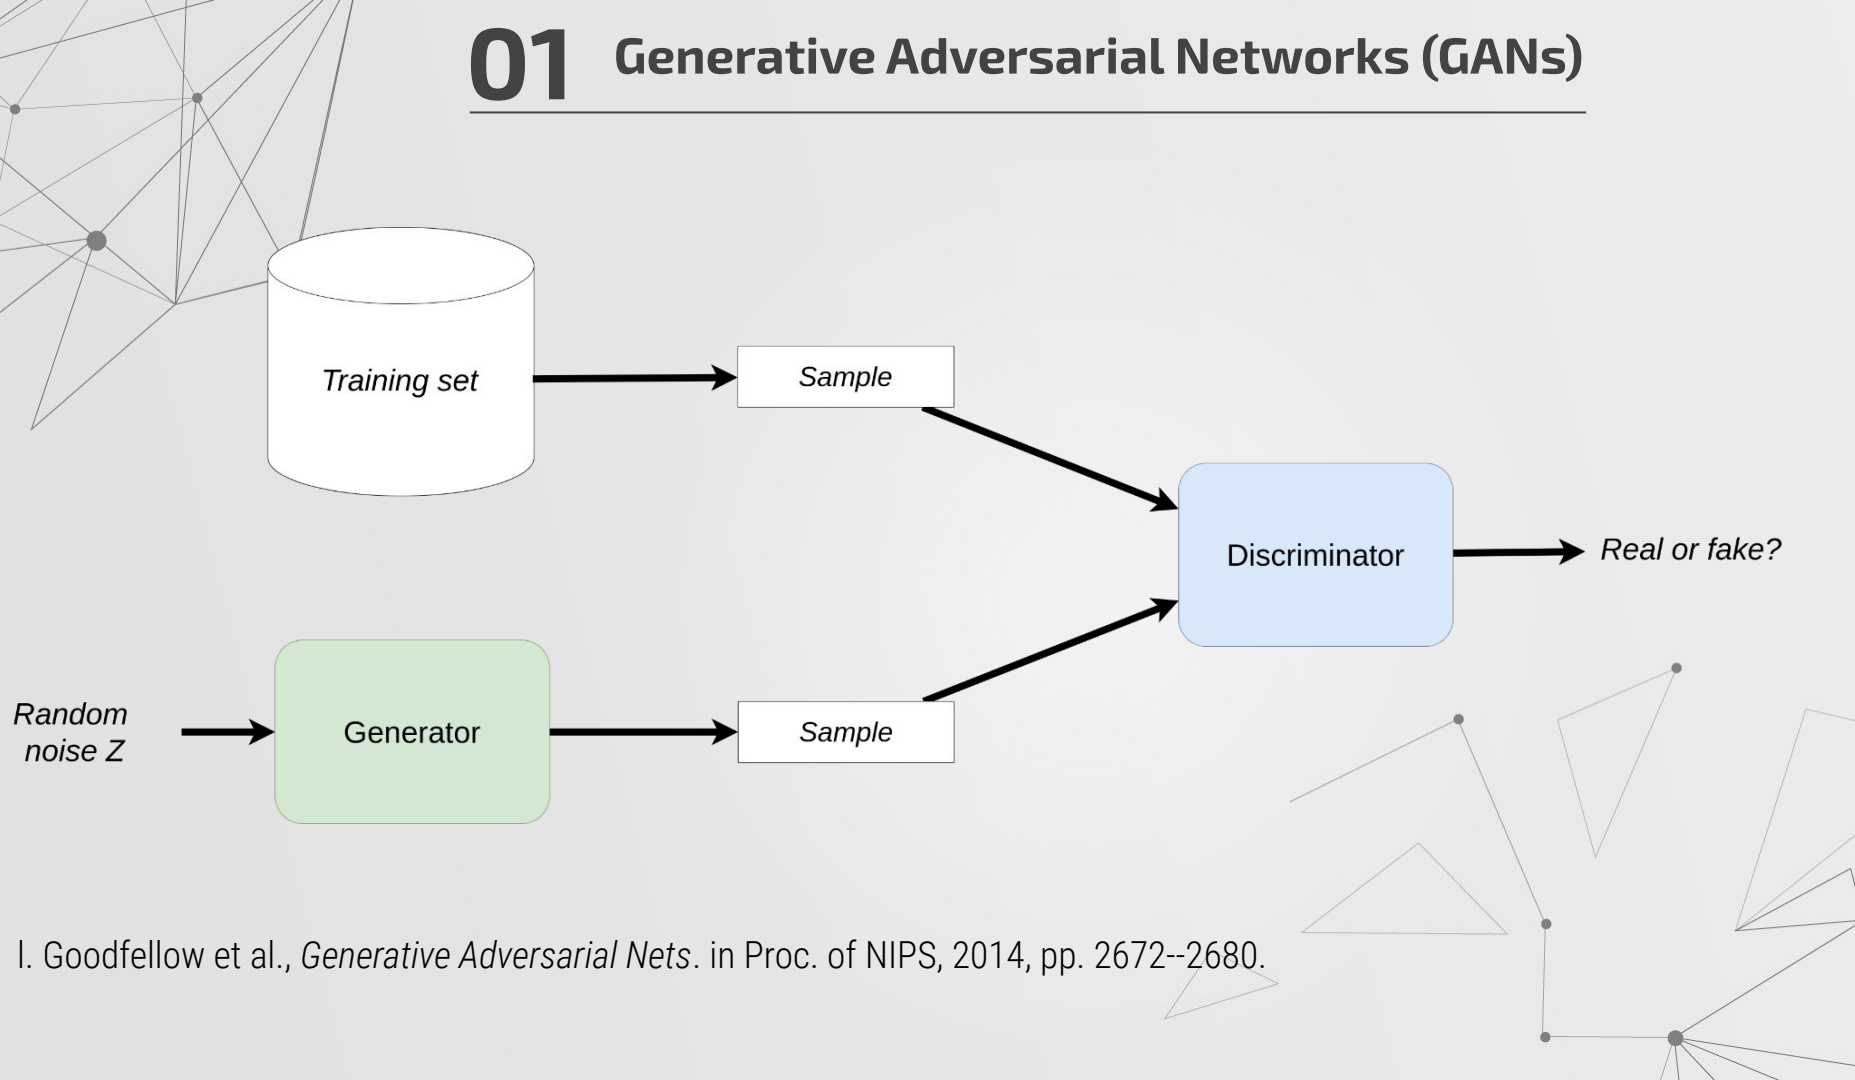 01 Generative Adversarial Networks (GANs)
Training set
Sample
Discriminator
Real or fake?
Random
noise Z
Generator
Sample
I. Goodfellow et al., Generative Adversarial Nets. in Proc. of NIPS, 2014, pp. 2672--2680.